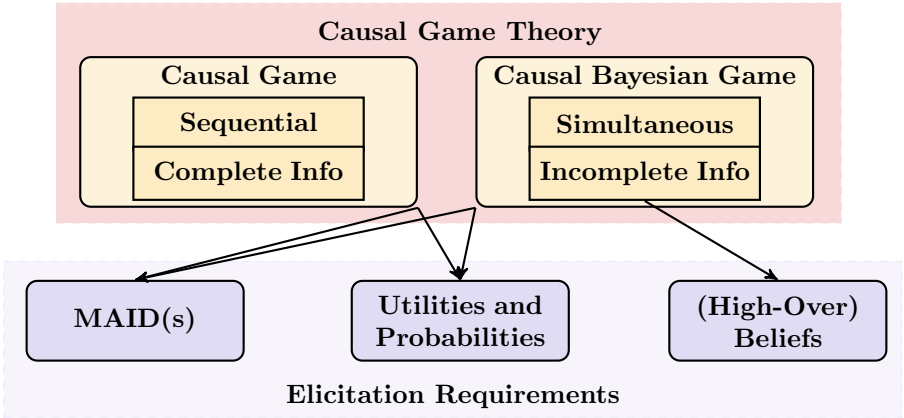 Causal Game Theory
Causal Game
Sequential
Complete Info
Causal Bayesian Game
Simultaneous
Incomplete Info
MAID(s)
Utilities and
Probabilities
(High-Over)
Beliefs
Elicitation Requirements